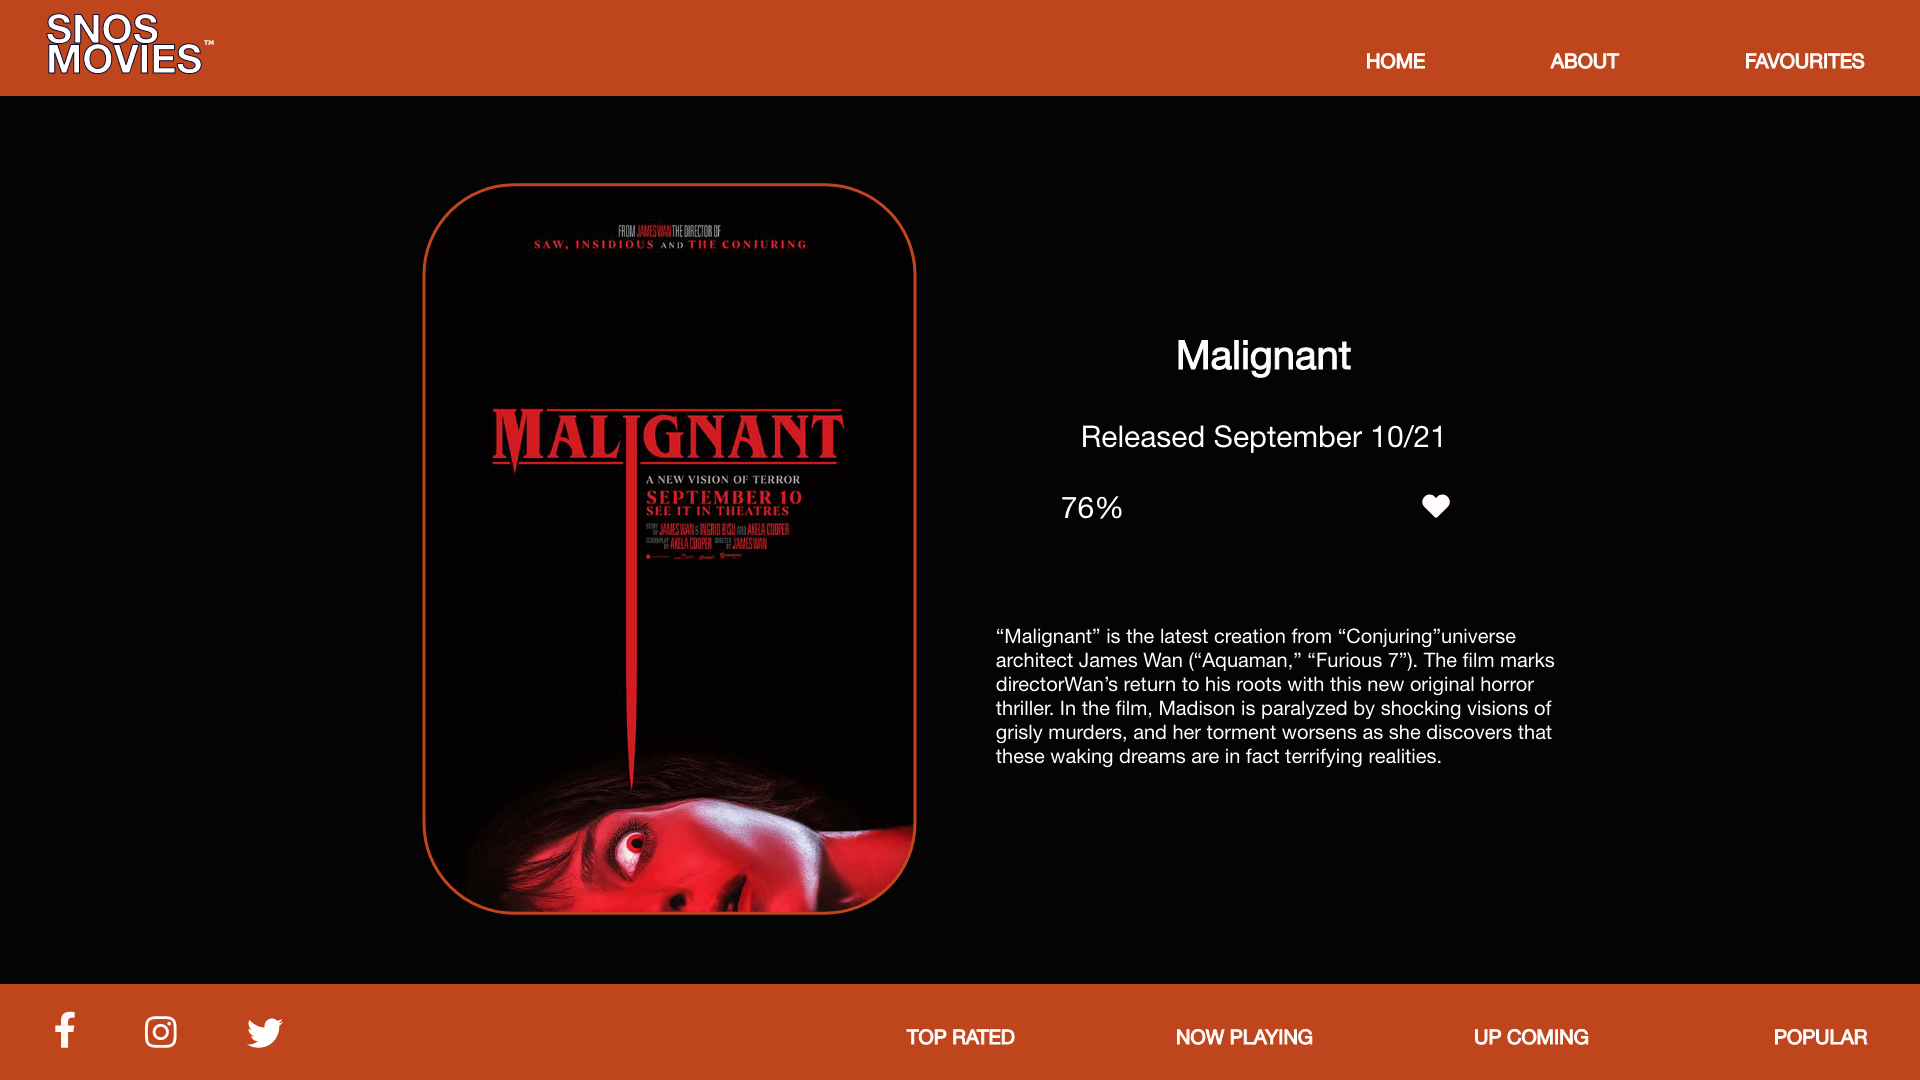 SNOS
MOVIES™
HOME
ABOUT
FAVOURITES
FROM JAMES WAN THE DIRECTOR OF
SAW, INSIDIOUS AND THE CONJURING
MALIGNANT
A NEW VISION OF TERROR
SEPTEMBER 10
SEE IT IN THEATRES
STORY BY JAMES WAN & INGRID BISU AND AKELA COOPER
SCREENPLAY BY AKELA COOPER DIRECTED BY JAMES WAN
Malignant
Released September 10/21
76%
“Malignant” is the latest creation from “Conjuring”universe
architect James Wan (“Aquaman,” “Furious 7”). The film marks
directorWan’s return to his roots with this new original horror
thriller. In the film, Madison is paralyzed by shocking visions of
grisly murders, and her torment worsens as she discovers that
these waking dreams are in fact terrifying realities.
TOP RATED
NOW PLAYING
UP COMING
POPULAR